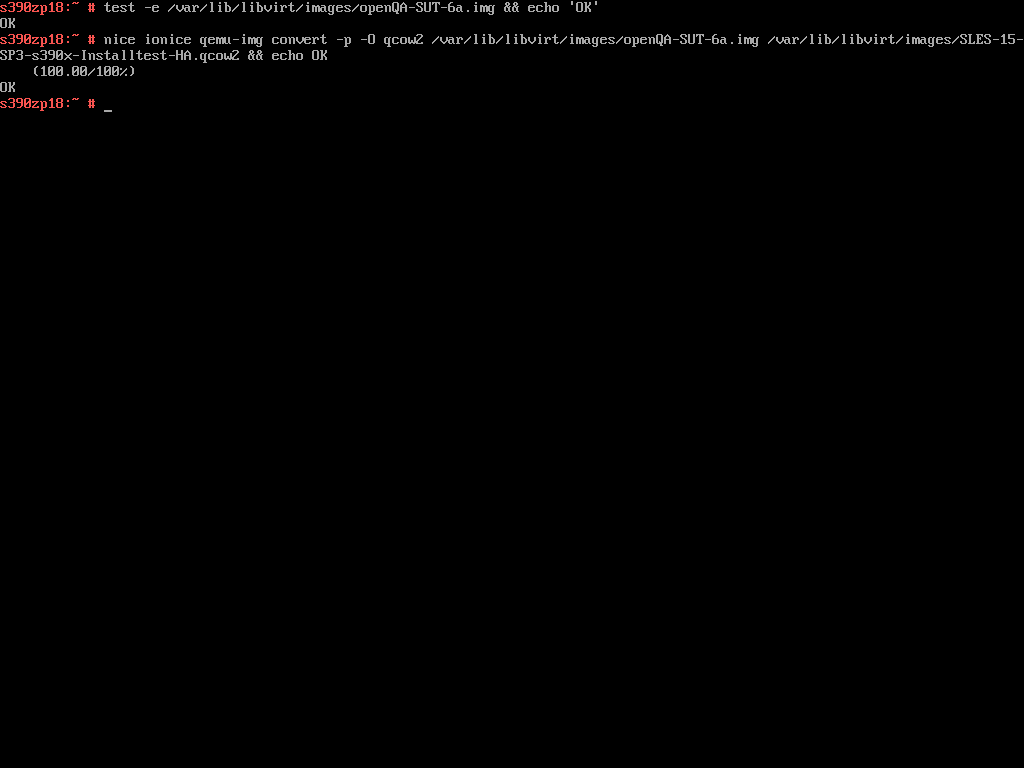 s390zp18:~ # test -e /var/lib/libvirt/images/openQA-SUT-6a.img && echo 'OK'
OK
s390zp18:~ # nice ionice qemu-img convert -p -O qcow2 /var/lib/libvirt/images/openQA-SUT-6a.img /var/lib/libvirt/images/SLES-15-
SP3-s390x-Installtest-HA.qcow2 && echo OK
    (100.00/100%)
OK
s390zp18:~ # _